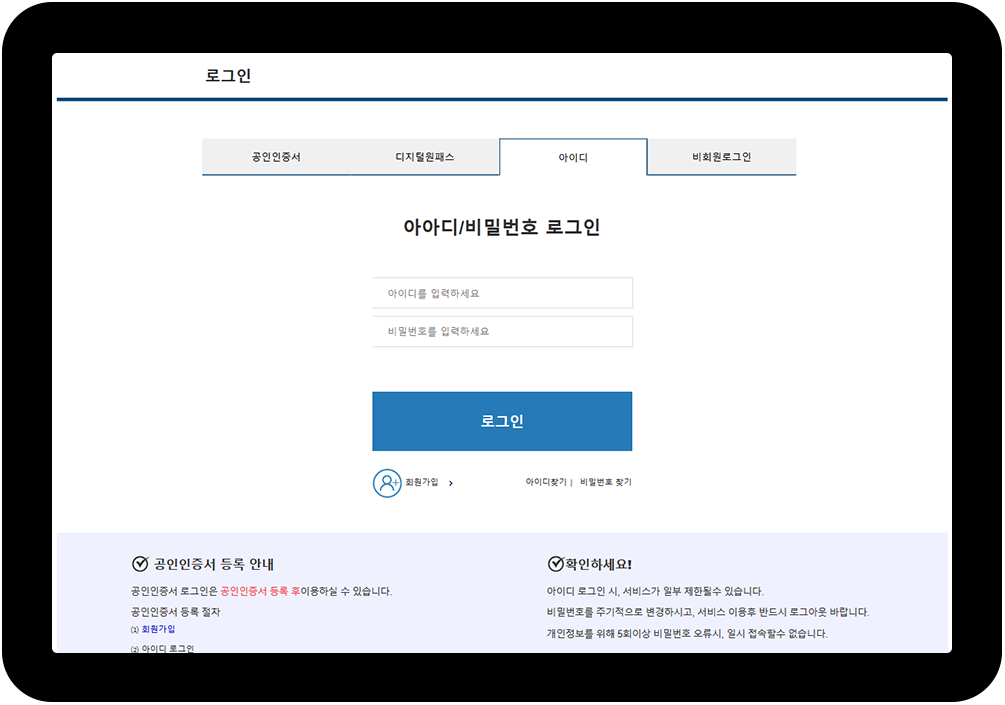 로그인
공인인증서 디지털원패스 아이디 비회원로그인
아아디/비밀번호 로그인
아이디를 입력하세요
비밀번호를 입력하세요
로그인
회원가입 > 아이디찾기 | 비밀번호 찾기
공인인증서 등록 안내
공인인증서 로그인은 공인인증서 등록 후이용하실 수 있습니다.
공인인증서 등록 절차
(1) 회원가입
(2) 아이디 로그인
확인하세요!
아이디 로그인 시, 서비스가 일부 제한될수 있습니다.
비밀번호를 주기적으로 변경하시고, 서비스 이용후 반드시 로그아웃 바랍니다.
개인정보를 위해 5회이상 비밀번호 오류시, 일시 접속할수 없습니다.